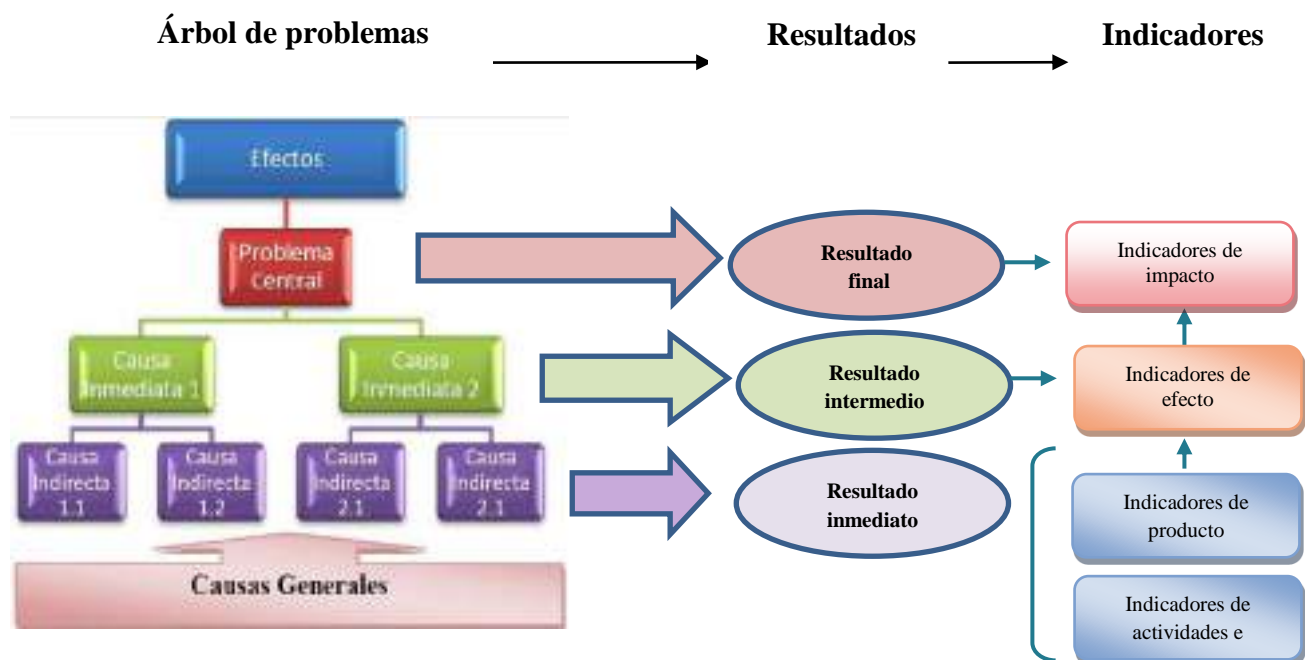 Árbol de problemas
Resultados
Indicadores
Efectos
Problema
Central
Causa
Inmediata 1
Causa
Inmediata 2
Causa
Indirecta
1.1
Causa
Indirecta
1.2
Causa
Indirecta
2.1
Causa
Indirecta
2.1
Causas Generales
Resultado
final
Resultado
intermedio
Resultado
inmediato
Indicadores de
impacto
Indicadores de
efecto
Indicadores de
producto
Indicadores de
actividades e